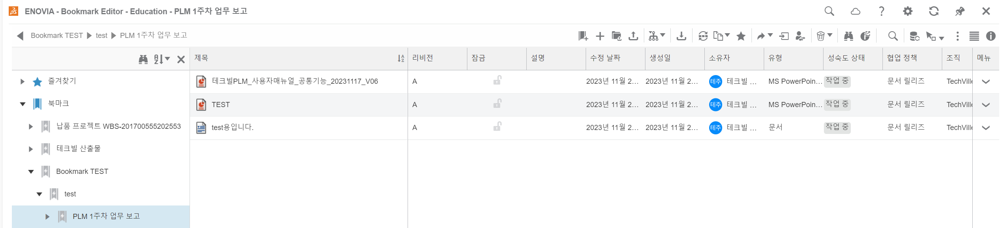 ENOVIA - Bookmark Editor - Education - PLM 1주차 업무 보고
Bookmark TEST test PLM 1주차 업무 보고
제목 리비전 잠금 설명 수정 날짜 생성일 소유자 유형 성숙도 상태 협업 정책 조직 메뉴
즐겨찾기
북마크
납품 프로젝트 WBS-201700555202553
테크빌 산출물
Bookmark TEST
test
PLM 1주차 업무 보고
테크빌PLM_사용자매뉴얼_공통기능_20231117_V06 A 2023년 11월 2... 2023년 11월 2... 테주 테크빌 ... MS PowerPoin... 작업 중 문서 릴리즈 TechVille
TEST A 2023년 11월 2... 2023년 11월 2... 테주 테크빌 ... MS PowerPoin... 작업 중 문서 릴리즈 TechVille
test용입니다. A 2023년 11월 2... 2023년 11월 2... 테주 테크빌 ... 문서 작업 중 문서 릴리즈 TechVille